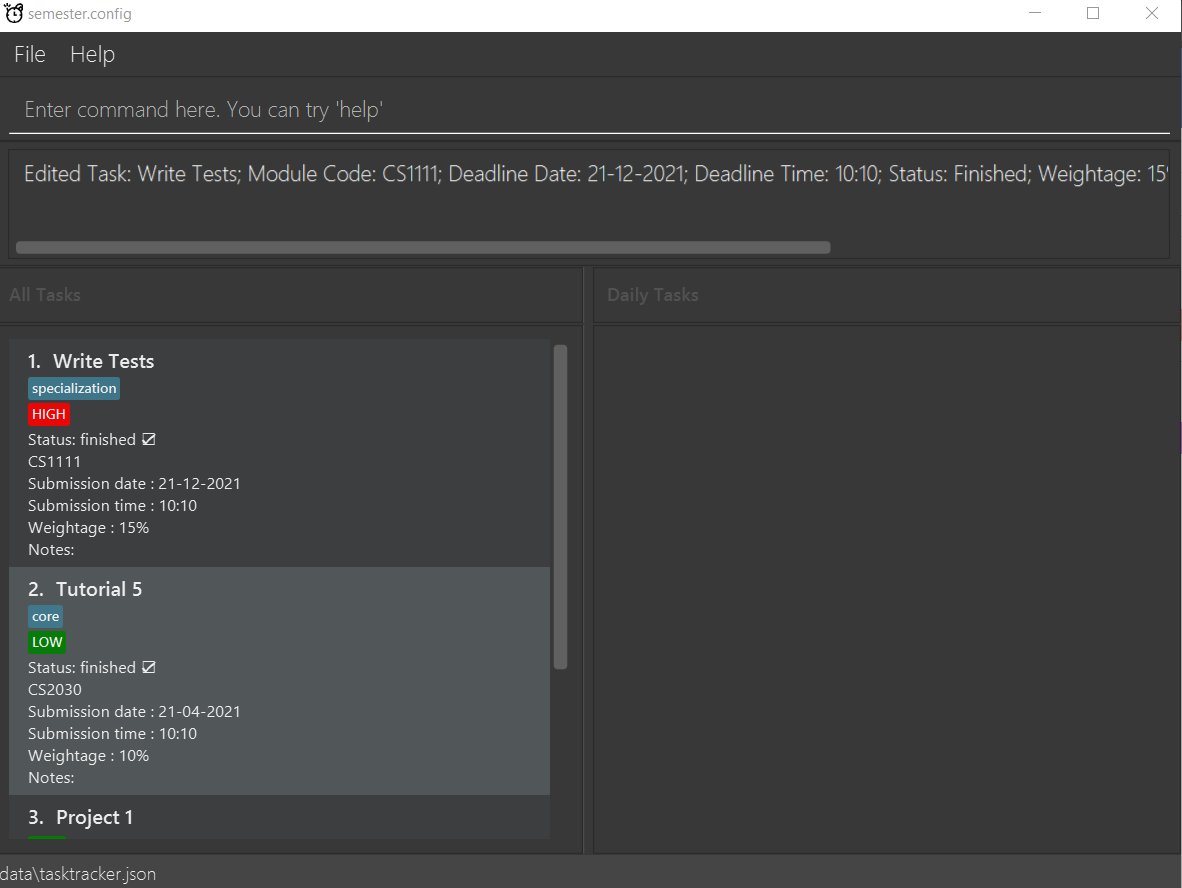 semester.config
File Help
Enter command here. You can try 'help'
Edited Task: Write Tests; Module Code: CS1111; Deadline Date: 21-12-2021; Deadline Time: 10:10; Status: Finished; Weightage: 15%
All Tasks
Daily Tasks
1. Write Tests
specialization
HIGH
Status: finished ☑
CS1111
Submission date : 21-12-2021
Submission time : 10:10
Weightage : 15%
Notes:
2. Tutorial 5
core
LOW
Status: finished ☑
CS2030
Submission date : 21-04-2021
Submission time : 10:10
Weightage : 10%
Notes:
3. Project 1
data\tasktracker.json